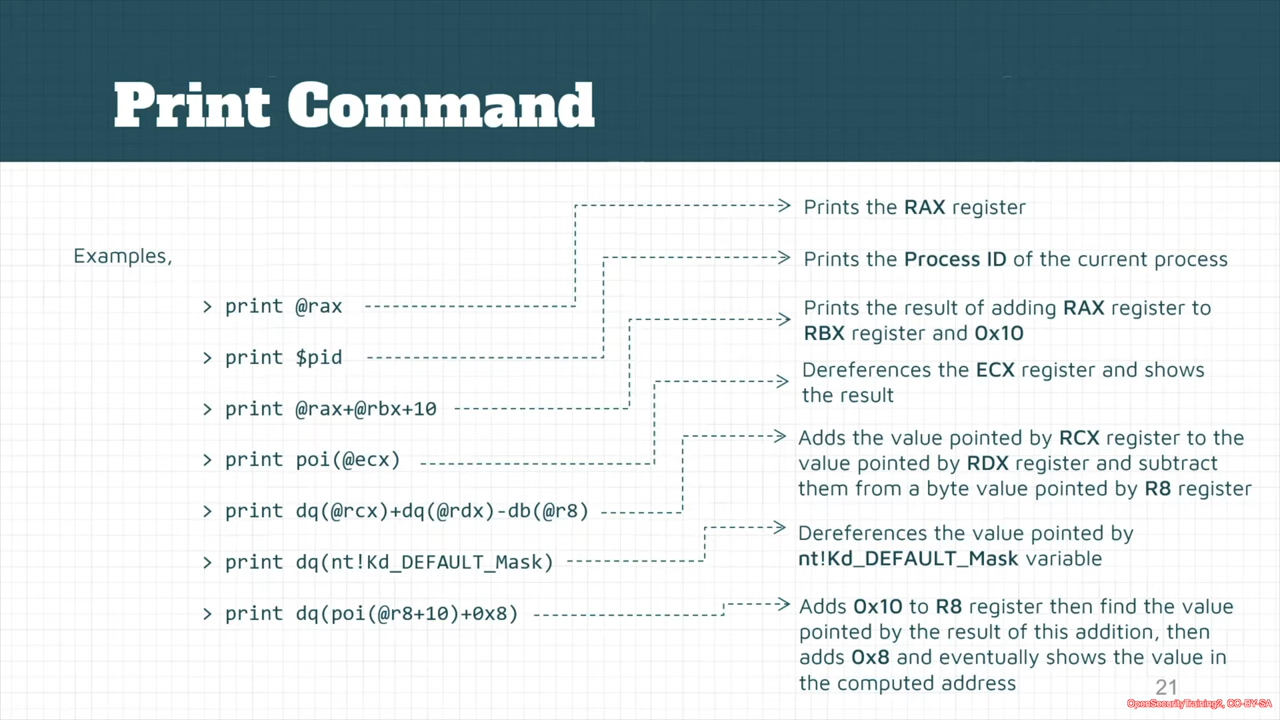 Print Command
Examples,
> print @rax
> print $pid
> print @rax+@rbx+10
> print poi(@ecx)
> print dq(@rcx)+dq(@rdx)-db(@r8)
> print dq(nt!Kd_DEFAULT_Mask)
> print dq(poi(@r8+10)+0x8)
Prints the RAX register
Prints the Process ID of the current process
Prints the result of adding RAX register to
RBX register and 0x10
Dereferences the ECX register and shows
the result
Adds the value pointed by RCX register to the
value pointed by RDX register and subtract
them from a byte value pointed by R8 register
Dereferences the value pointed by
nt!Kd_DEFAULT_Mask variable
Adds 0x10 to R8 register then find the value
pointed by the result of this addition, then
adds 0x8 and eventually shows the value in
the computed address
21
OpenSecurityTraining2, CC-BY-SA